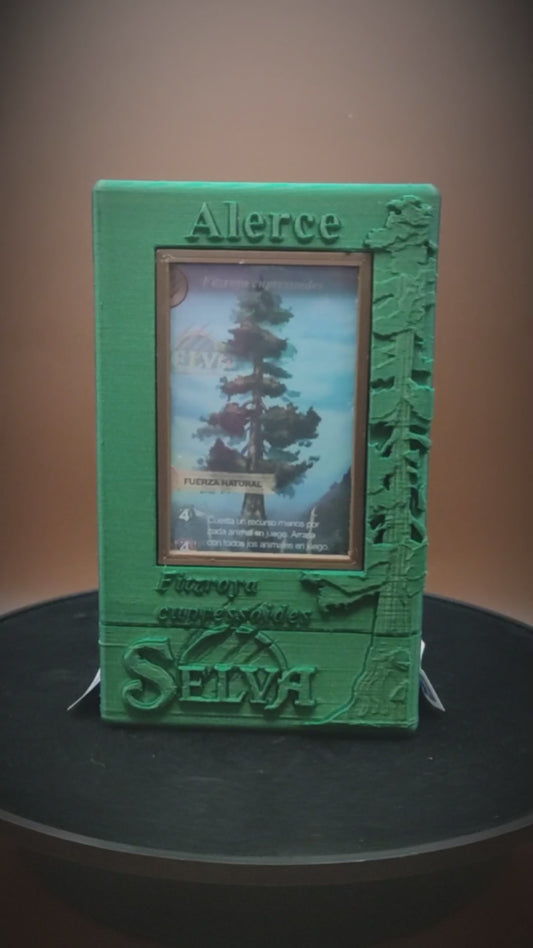 Alerce
Fitzroya cupressoides
SELVA
FUERZA NATURAL
4
Cuesta un recurso menos por
cada animal en juego. Arrasa
con todos los animales en juego.
4
Fitzroya
cupressoides
SELVA